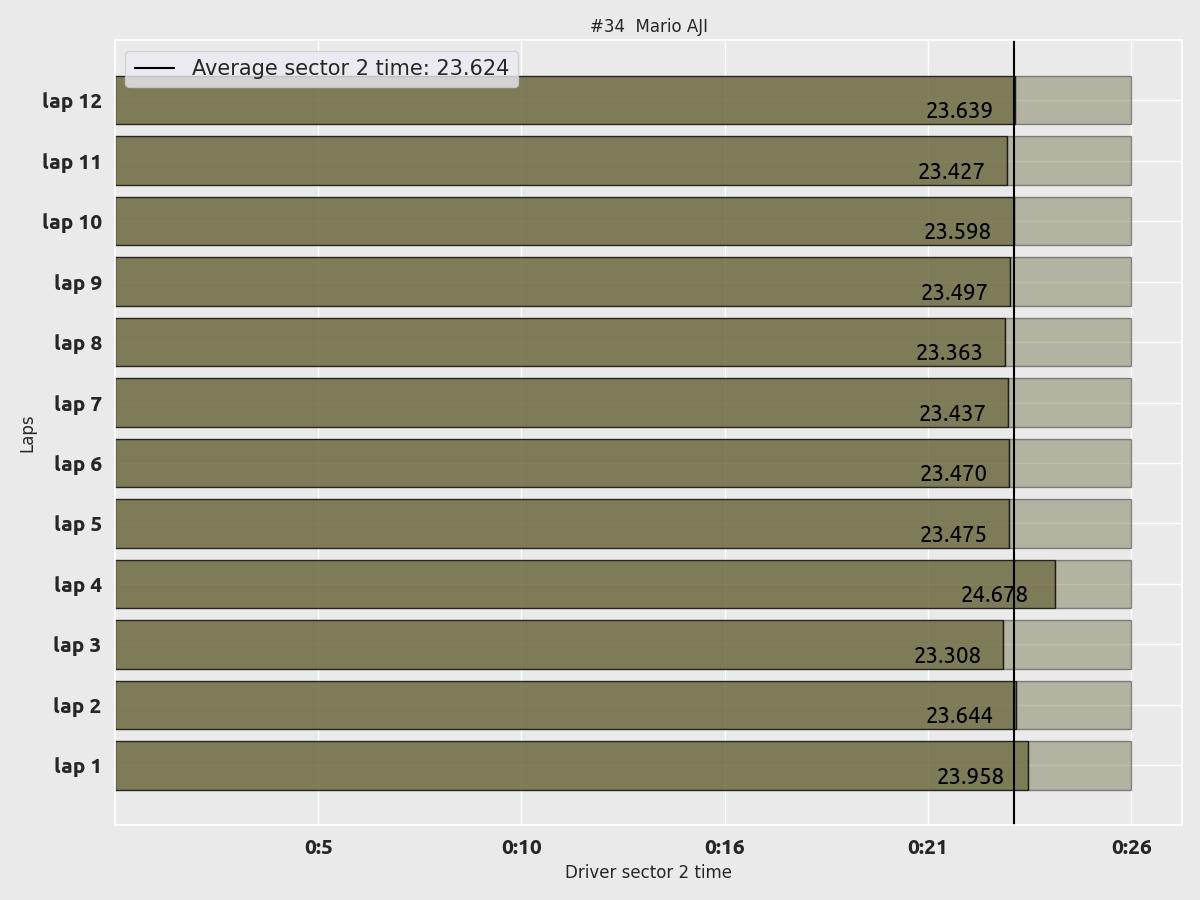 #34  Mario AJI
Average sector 2 time: 23.624
lap 12
23.639
lap 11
23.427
lap 10
23.598
lap 9
23.497
lap 8
23.363
lap 7
23.437
lap 6
23.470
lap 5
23.475
lap 4
24.678
lap 3
23.308
lap 2
23.644
lap 1
23.958
Laps
0:5
0:10
0:16
0:21
0:26
Driver sector 2 time